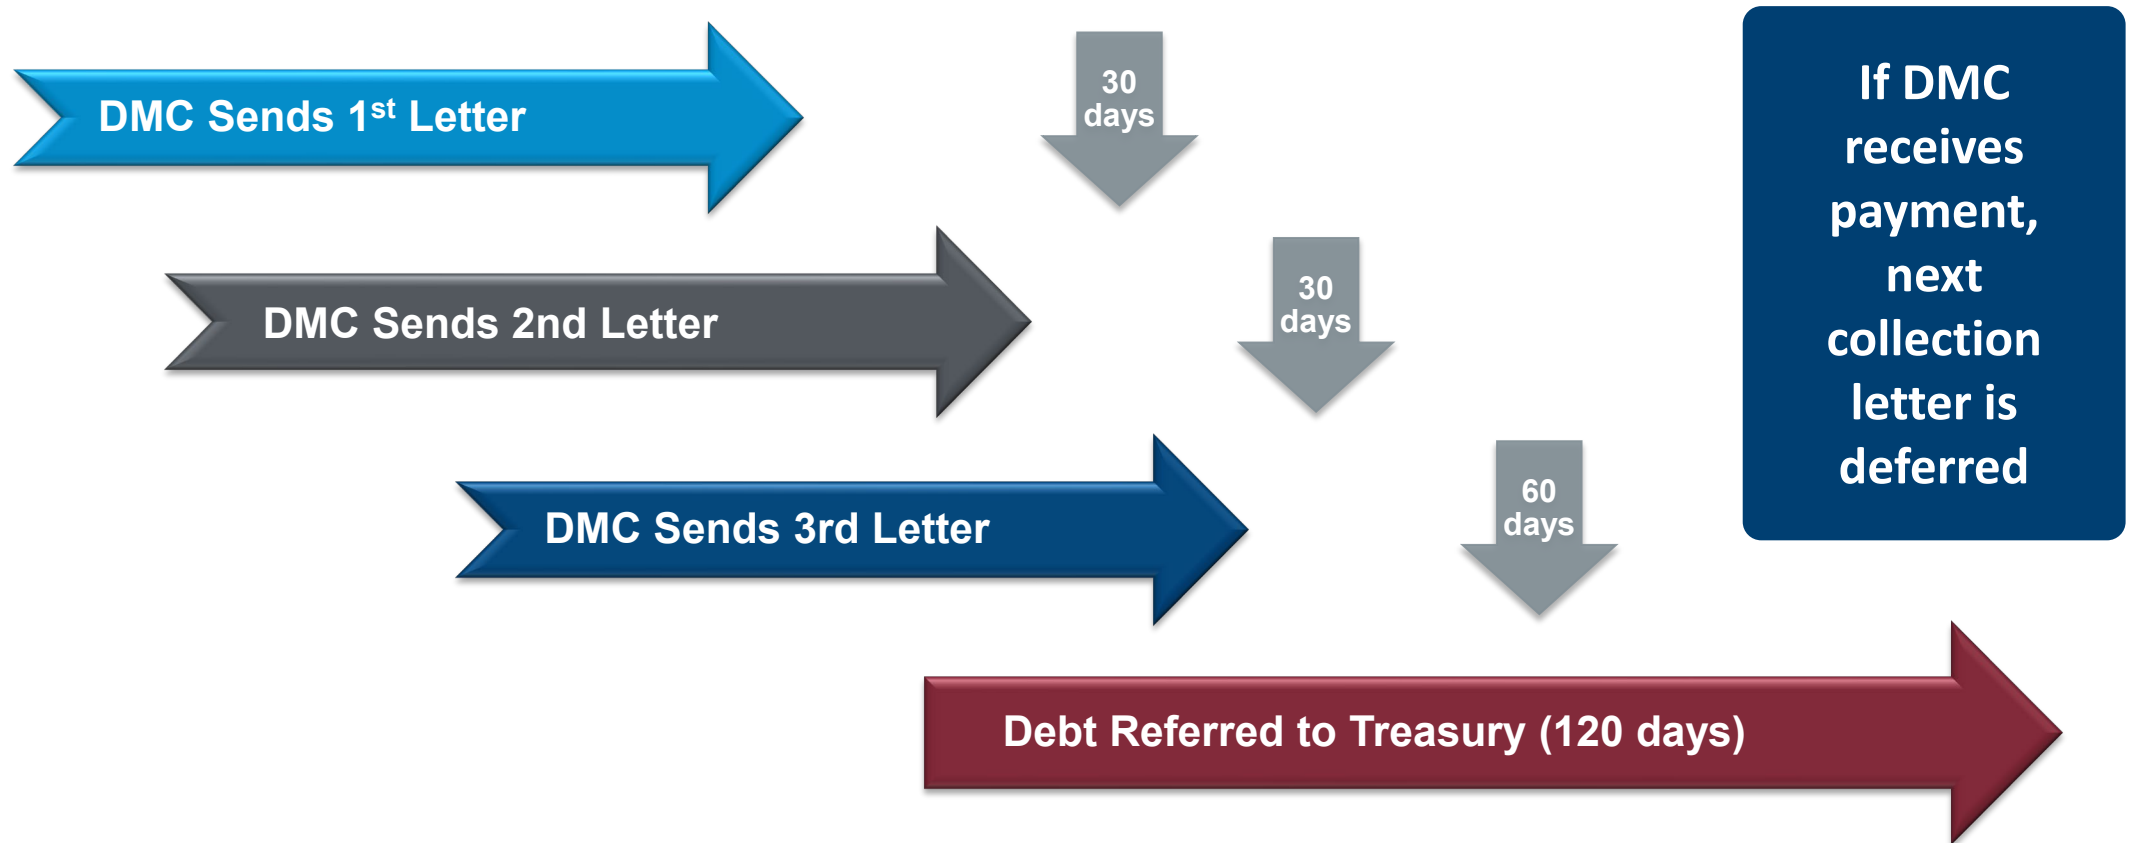 DMC Sends 1st Letter
30
days
DMC Sends 2nd Letter
30
days
DMC Sends 3rd Letter
60
days
Debt Referred to Treasury (120 days)
If DMC
receives
payment,
next
collection
letter is
deferred